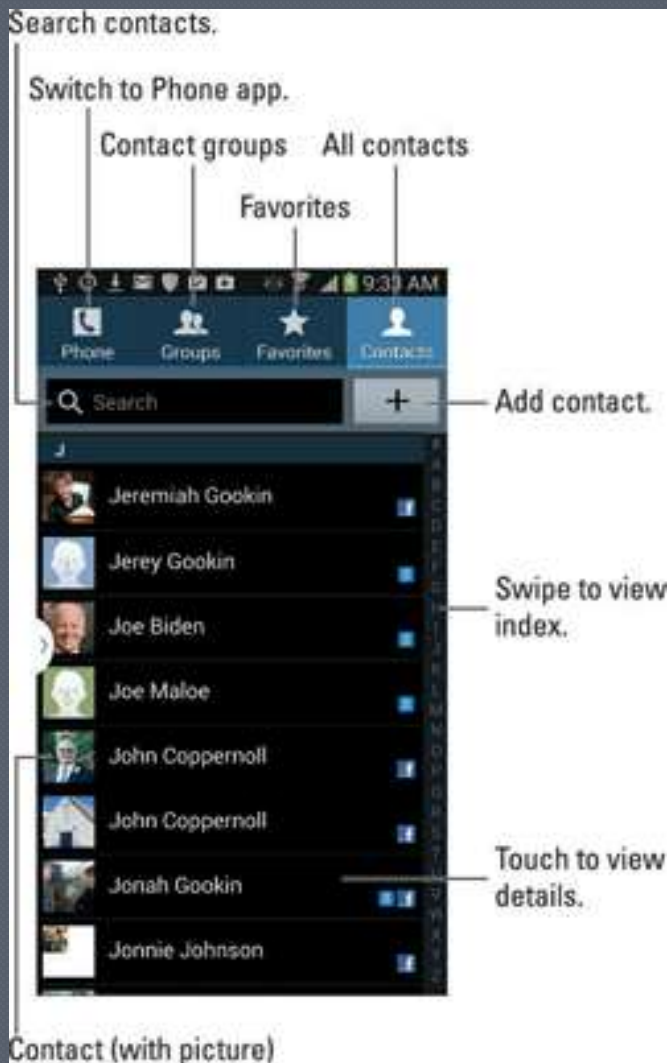 Search contacts.
Switch to Phone app.
Contact groups
All contacts
Favorites
9:33 AM
Phone
Groups
Favorites
Contacts
Search
+
Add contact.
J
Jeremiah Gookin
Jerey Gookin
Swipe to view
index.
Joe Biden
Joe Maloe
John Coppernoll
John Coppernoll
Jonah Gookin
Touch to view
details.
Jonnie Johnson
Contact (with picture)